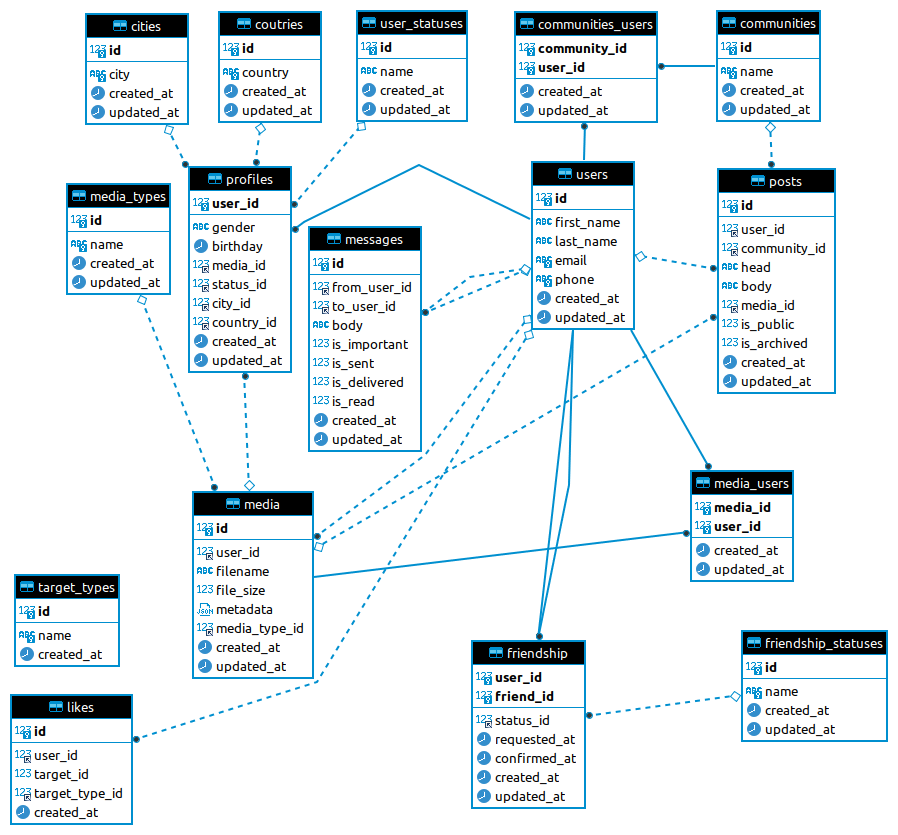 cities
id
city
created_at
updated_at
coutries
id
country
created_at
updated_at
user_statuses
id
name
created_at
updated_at
communities_users
community_id
user_id
created_at
updated_at
communities
id
name
created_at
updated_at
media_types
id
name
created_at
updated_at
profiles
user_id
gender
birthday
media_id
status_id
city_id
country_id
created_at
updated_at
messages
id
from_user_id
to_user_id
body
is_important
is_sent
is_delivered
is_read
created_at
updated_at
users
id
first_name
last_name
email
phone
created_at
updated_at
posts
id
user_id
community_id
head
body
media_id
is_public
is_archived
created_at
updated_at
media
id
user_id
filename
file_size
metadata
media_type_id
created_at
updated_at
media_users
media_id
user_id
created_at
updated_at
target_types
id
name
created_at
likes
id
user_id
target_id
target_type_id
created_at
friendship
user_id
friend_id
status_id
requested_at
confirmed_at
created_at
updated_at
friendship_statuses
id
name
created_at
updated_at